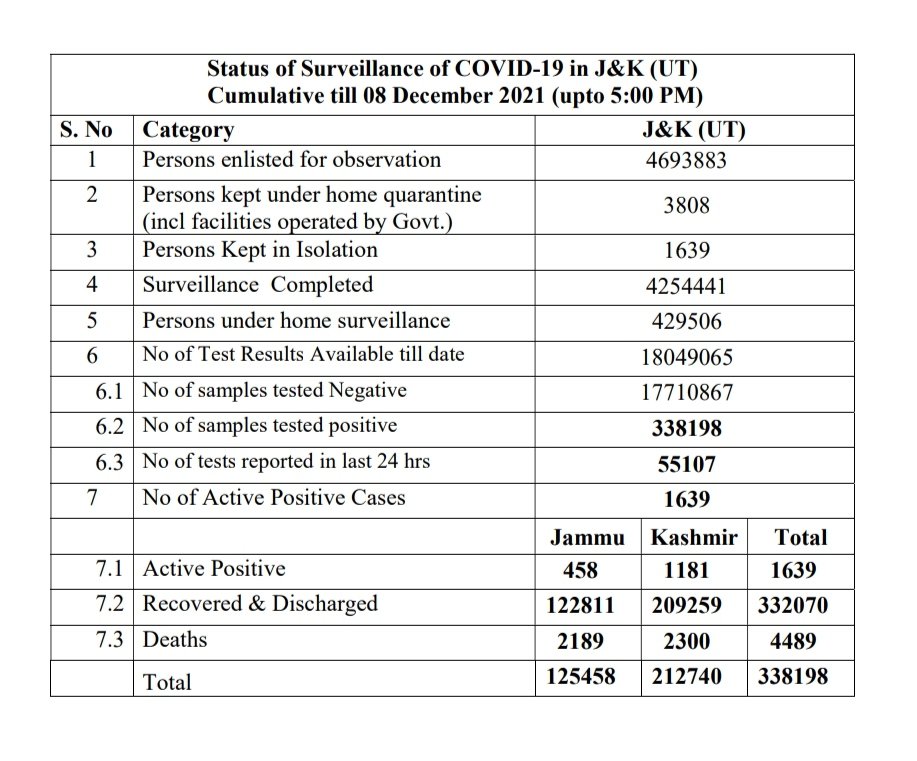 Status of Surveillance of COVID-19 in J&K (UT)
Cumulative till 08 December 2021 (upto 5:00 PM)
S. No Category J&K (UT)
1 Persons enlisted for observation 4693883
2 Persons kept under home quarantine
(incl facilities operated by Govt.) 3808
3 Persons Kept in Isolation 1639
4 Surveillance Completed 4254441
5 Persons under home surveillance 429506
6 No of Test Results Available till date 18049065
6.1 No of samples tested Negative 17710867
6.2 No of samples tested positive 338198
6.3 No of tests reported in last 24 hrs 55107
7 No of Active Positive Cases 1639
Jammu Kashmir Total
7.1 Active Positive 458 1181 1639
7.2 Recovered & Discharged 122811 209259 332070
7.3 Deaths 2189 2300 4489
Total 125458 212740 338198